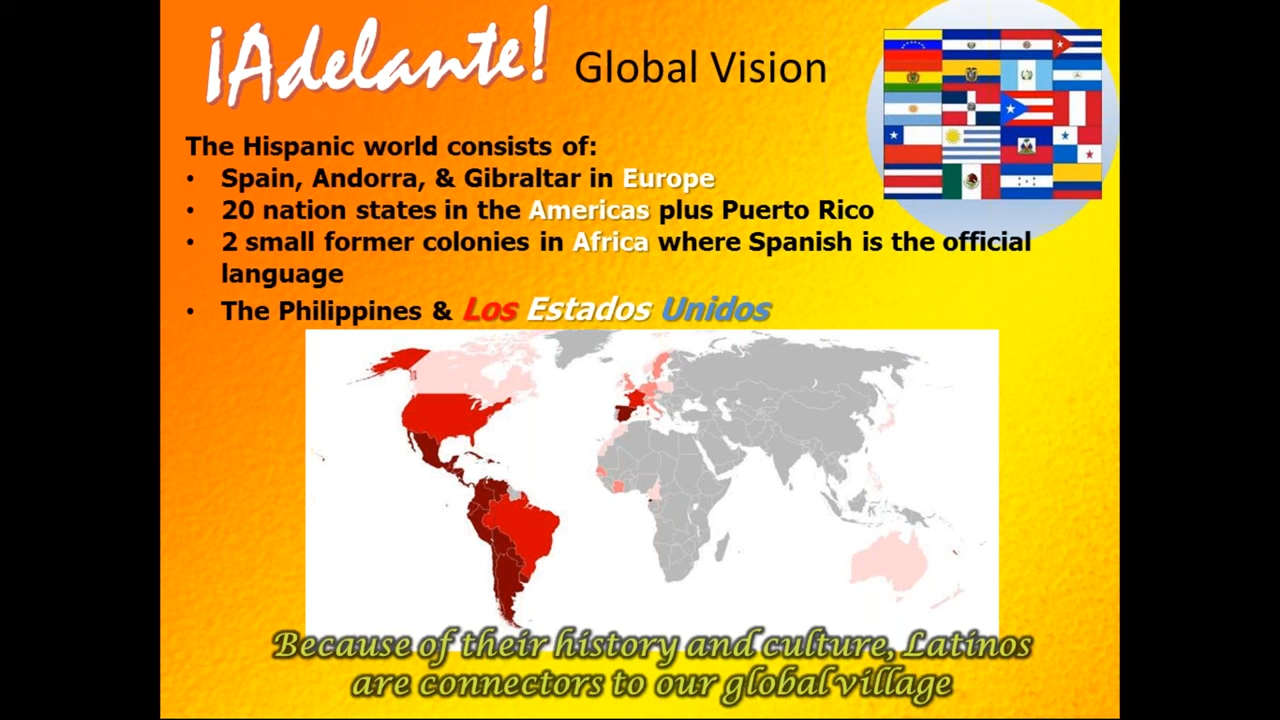 ¡Adelante! Global Vision
The Hispanic world consists of:
• Spain, Andorra, & Gibraltar in Europe
• 20 nation states in the Americas plus Puerto Rico
• 2 small former colonies in Africa where Spanish is the official
language
• The Philippines & Los Estados Unidos
Because of their history and culture, Latinos
are connectors to our global village